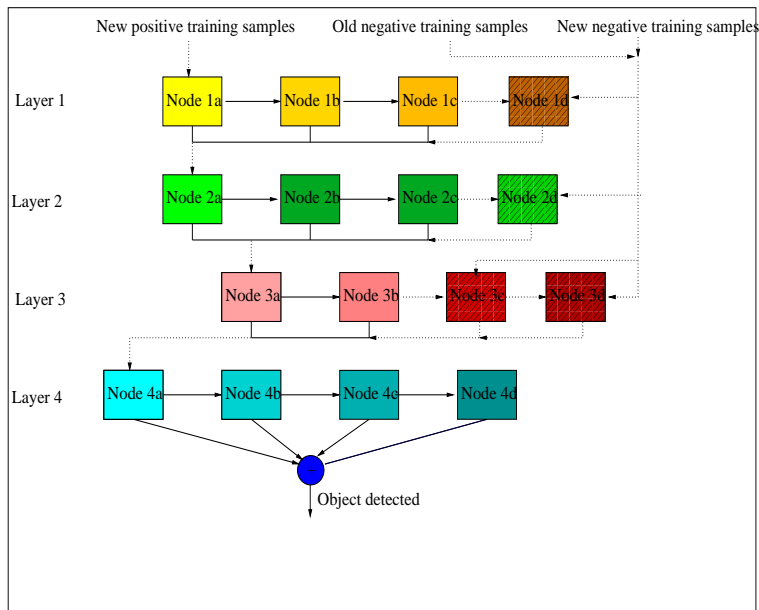 New positive training samples
Old negative training samples
New negative training samples
Layer 1
Node 1a
Node 1b
Node 1c
Node 1d
Layer 2
Node 2a
Node 2b
Node 2c
Node 2d
Layer 3
Node 3a
Node 3b
Node 3c
Node 3d
Layer 4
Node 4a
Node 4b
Node 4c
Node 4d
+
Object detected